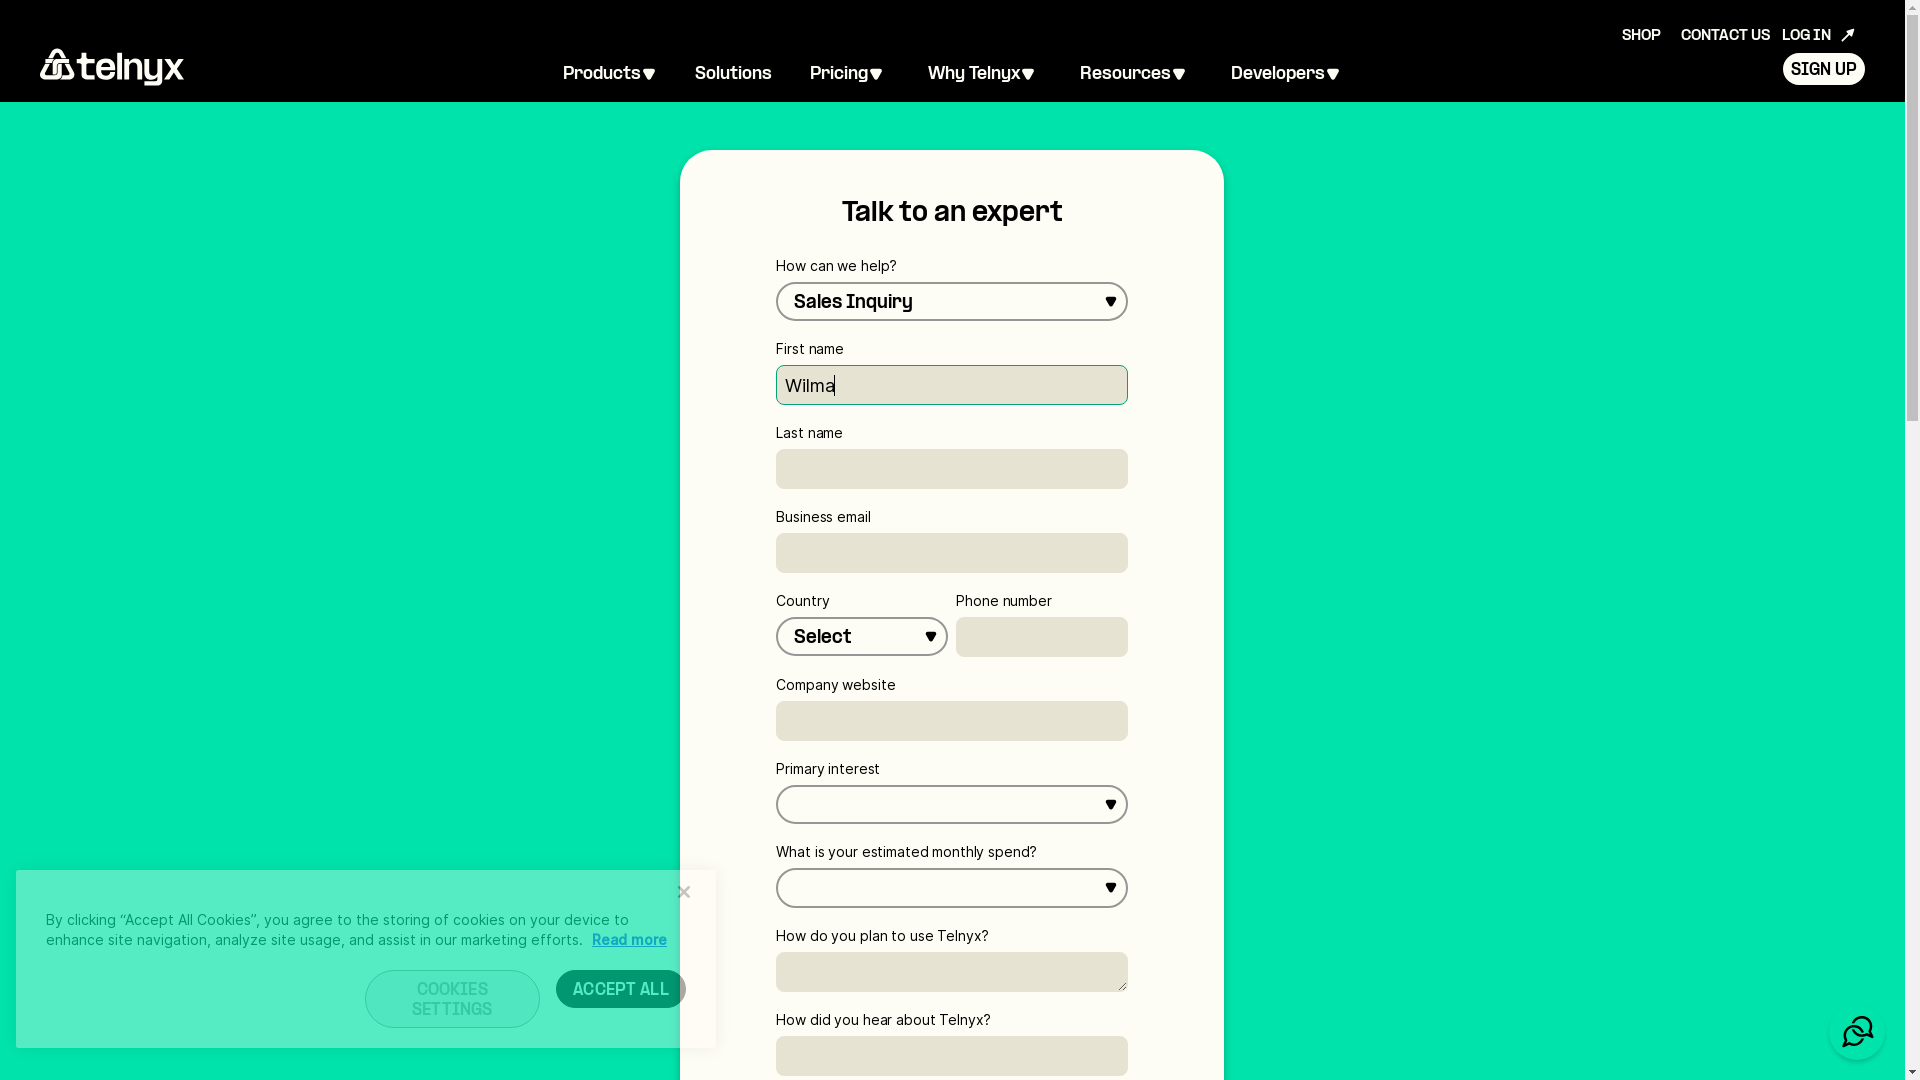 SHOP CONTACT US LOG IN
telnyx Products Solutions Pricing Why Telnyx Resources Developers SIGN UP
Talk to an expert
How can we help?
Sales Inquiry
First name
Wilma
Last name
Business email
Country Phone number
Select
Company website
Primary interest
What is your estimated monthly spend?
How do you plan to use Telnyx?
How did you hear about Telnyx?
By clicking “Accept All Cookies”, you agree to the storing of cookies on your device to
enhance site navigation, analyze site usage, and assist in our marketing efforts. Read more
COOKIES
SETTINGS
ACCEPT ALL